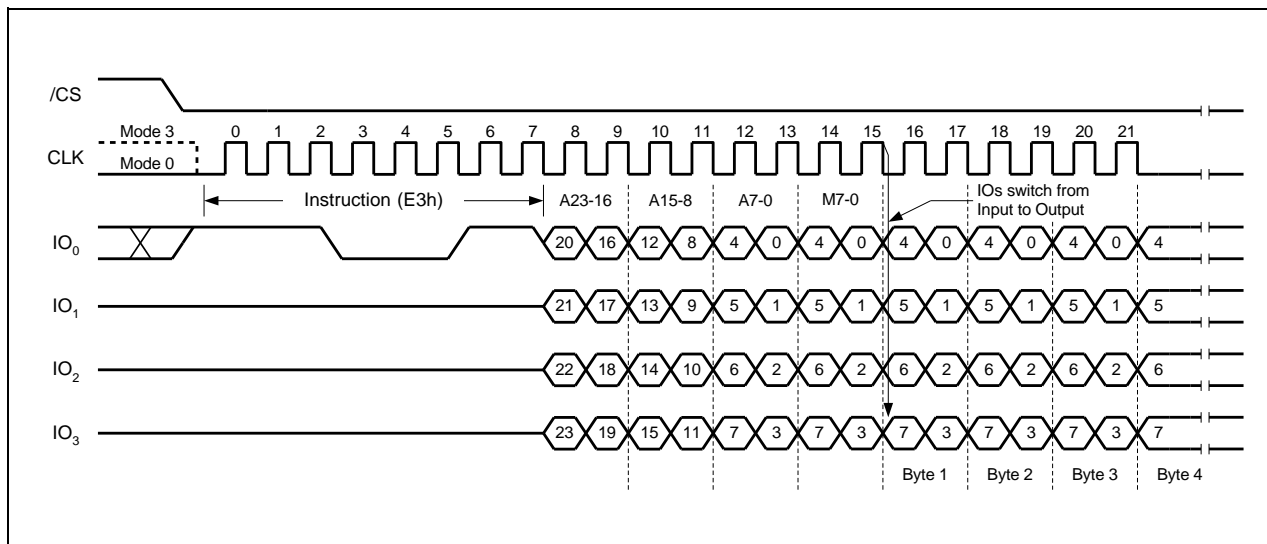 /CS
Mode 3
0 1 2 3 4 5 6 7 8 9 10 11 12 13 14 15 16 17 18 19 20 21
CLK
Mode 0
Instruction (E3h)
A23-16
A15-8
A7-0
M7-0
IOs switch from
Input to Output
IO0
20 16 12 8 4 0 4 0 4 0 4 0 4 0 4
IO1
21 17 13 9 5 1 5 1 5 1 5 1 5 1 5
IO2
22 18 14 10 6 2 6 2 6 2 6 2 6 2 6
IO3
23 19 15 11 7 3 7 3 7 3 7 3 7 3 7
Byte 1
Byte 2
Byte 3
Byte 4